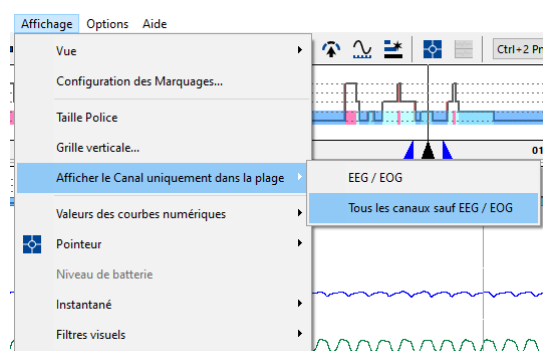 Affichage Options Aide
Vue
Configuration des Marquages...
Taille Police
Grille verticale...
Afficher le Canal uniquement dans la plage
Valeurs des courbes numériques
Pointeur
Niveau de batterie
Instantané
Filtres visuels
EEG / EOG
Tous les canaux sauf EEG / EOG
Ctrl+2 Pr
01